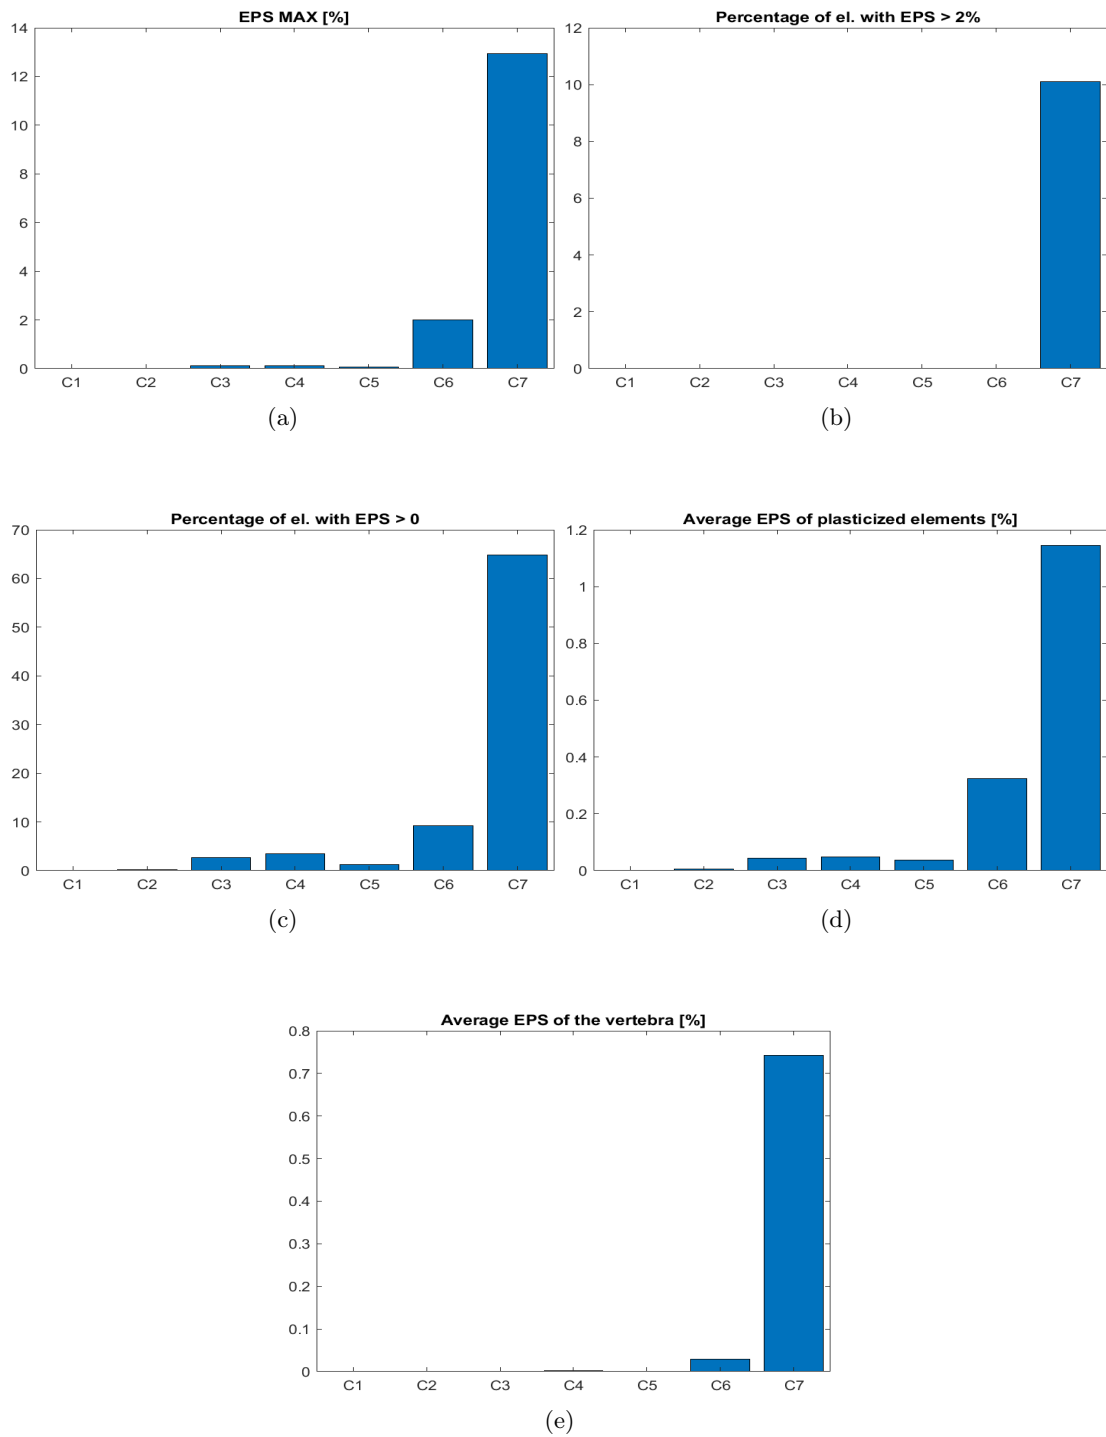 EPS MAX [%]
14
12
10
8
6
4
2
0
C1 C2 C3 C4 C5 C6 C7
(a)
Percentage of el. with EPS > 2%
12
10
8
6
4
2
0
C1 C2 C3 C4 C5 C6 C7
(b)
Percentage of el. with EPS > 0
70
60
50
40
30
20
10
0
C1 C2 C3 C4 C5 C6 C7
(c)
Average EPS of plasticized elements [%]
1.2
1
0.8
0.6
0.4
0.2
0
C1 C2 C3 C4 C5 C6 C7
(d)
Average EPS of the vertebra [%]
0.8
0.7
0.6
0.5
0.4
0.3
0.2
0.1
0
C1 C2 C3 C4 C5 C6 C7
(e)